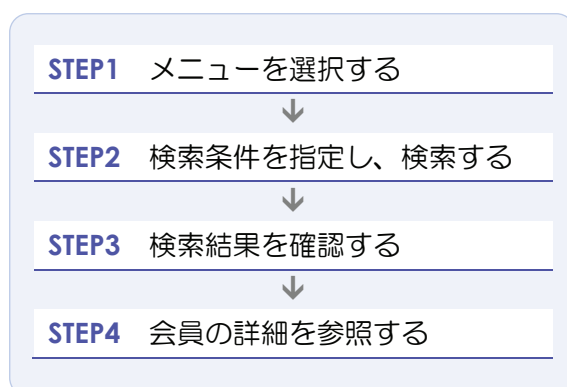 STEP1 メニューを選択する
↓
STEP2 検索条件を指定し、検索する
↓
STEP3 検索結果を確認する
↓
STEP4 会員の詳細を参照する